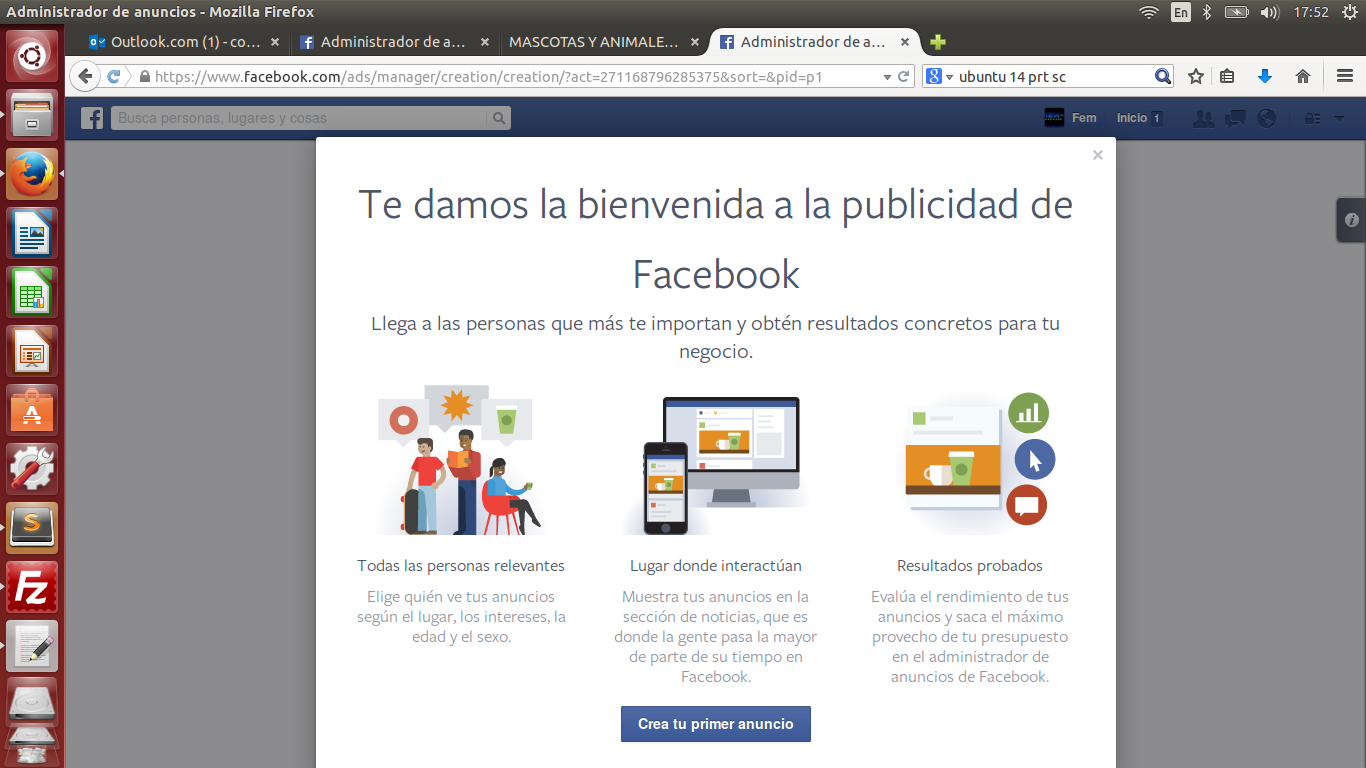 Administrador de anuncios - Mozilla Firefox
En
17:52
Outlook.com (1) - co...
Administrador de a...
MASCOTAS Y ANIMALE...
Administrador de a...
https://www.facebook.com/ads/manager/creation/creation/?act=271168796285375&sort=&pid=p1
ubuntu 14 prt sc
Busca personas, lugares y cosas
Fem
Inicio 1
Te damos la bienvenida a la publicidad de
Facebook
Llega a las personas que más te importan y obtén resultados concretos para tu
negocio.
Todas las personas relevantes
Elige quién ve tus anuncios
según el lugar, los intereses, la
edad y el sexo.
Lugar donde interactúan
Muestra tus anuncios en la
sección de noticias, que es
donde la gente pasa la mayor
de parte de su tiempo en
Facebook.
Resultados probados
Evalúa el rendimiento de tus
anuncios y saca el máximo
provecho de tu presupuesto
en el administrador de
anuncios de Facebook.
Crea tu primer anuncio